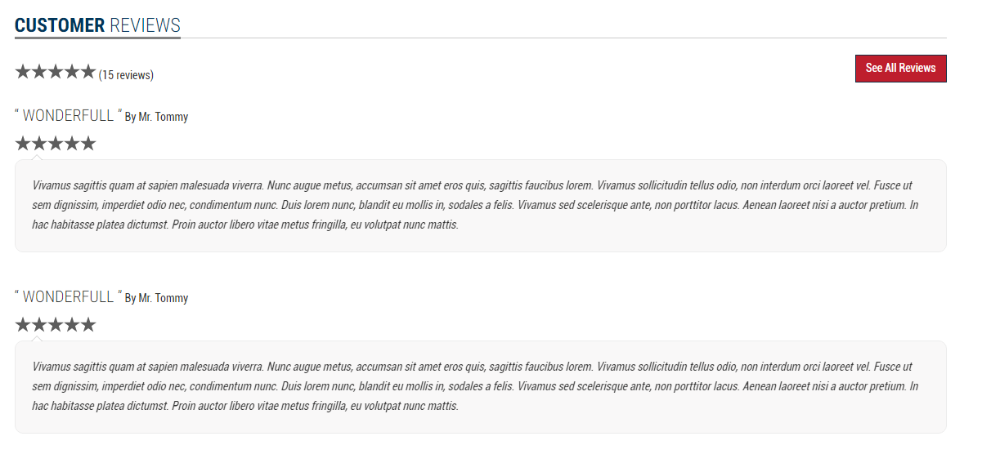 CUSTOMER REVIEWS
★★★★★ (15 reviews)
See All Reviews
“ WONDERFULL ” By Mr. Tommy
★★★★★
Vivamus sagittis quam at sapien malesuada viverra. Nunc augue metus, accumsan sit amet eros quis, sagittis faucibus lorem. Vivamus sollicitudin tellus odio, non interdum orci laoreet vel. Fusce ut
sem dignissim, imperdiet odio nec, condimentum nunc. Duis lorem nunc, blandit eu mollis in, sodales a felis. Vivamus sed scelerisque ante, non porttitor lacus. Aenean laoreet nisi a auctor pretium. In
hac habitasse platea dictumst. Proin auctor libero vitae metus fringilla, eu volutpat nunc mattis.
“ WONDERFULL ” By Mr. Tommy
★★★★★
Vivamus sagittis quam at sapien malesuada viverra. Nunc augue metus, accumsan sit amet eros quis, sagittis faucibus lorem. Vivamus sollicitudin tellus odio, non interdum orci laoreet vel. Fusce ut
sem dignissim, imperdiet odio nec, condimentum nunc. Duis lorem nunc, blandit eu mollis in, sodales a felis. Vivamus sed scelerisque ante, non porttitor lacus. Aenean laoreet nisi a auctor pretium. In
hac habitasse platea dictumst. Proin auctor libero vitae metus fringilla, eu volutpat nunc mattis.